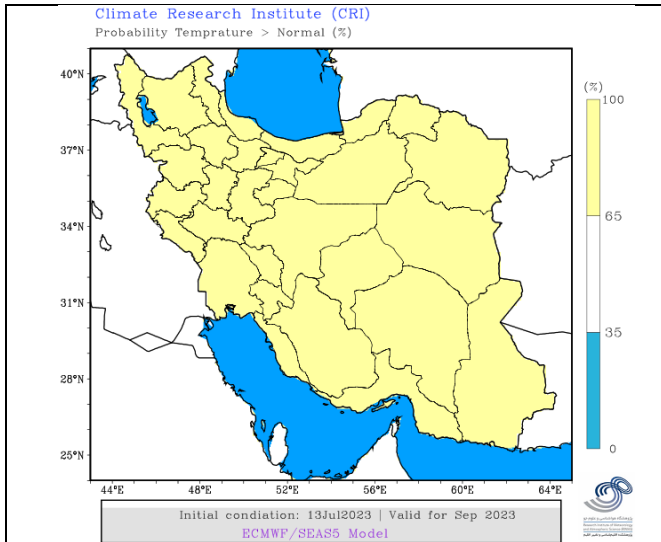 Climate Research Institute (CRI)
Probability Temprature > Normal (%)
40°N
37°N
34°N
31°N
28°N
25°N
44°E
48°E
52°E
56°E
60°E
64°E
(%)
100
65
35
0
Initial condiation: 13Jul2023 | Valid for Sep 2023
ECMWF/SEAS5 Model